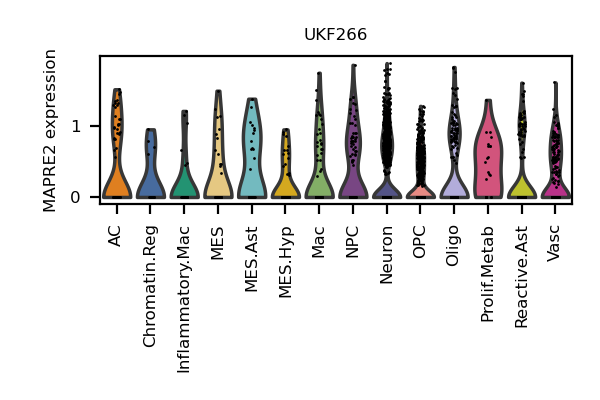 UKF266
MAPRE2 expression
1
0
AC
Chromatin.Reg
Inflammatory.Mac
MES
MES.Ast
MES.Hyp
Mac
NPC
Neuron
OPC
Oligo
Prolif.Metab
Reactive.Ast
Vasc